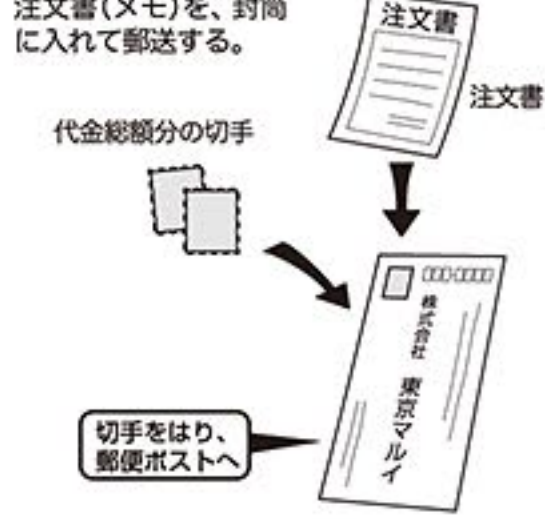 注文書(メモ)を、封筒
に入れて郵送する。
注文書
注文書
代金総額分の切手
株式会社 東京マルイ
切手をはり、
郵便ポストへ